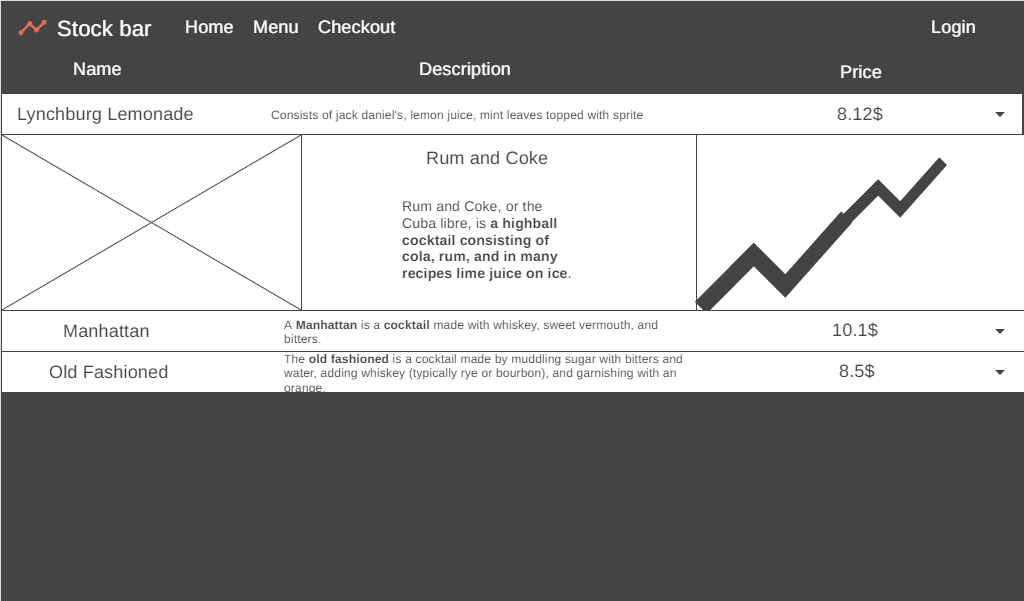 Stock bar Home Menu Checkout Login
Name Description Price
Lynchburg Lemonade Consists of jack daniel's, lemon juice, mint leaves topped with sprite 8.12$
Rum and Coke
Rum and Coke, or the
Cuba libre, is a highball
cocktail consisting of
cola, rum, and in many
recipes lime juice on ice.
Manhattan A Manhattan is a cocktail made with whiskey, sweet vermouth, and 10.1$
bitters.
The old fashioned is a cocktail made by muddling sugar with bitters and
Old Fashioned water, adding whiskey (typically rye or bourbon), and garnishing with an 8.5$
orange.